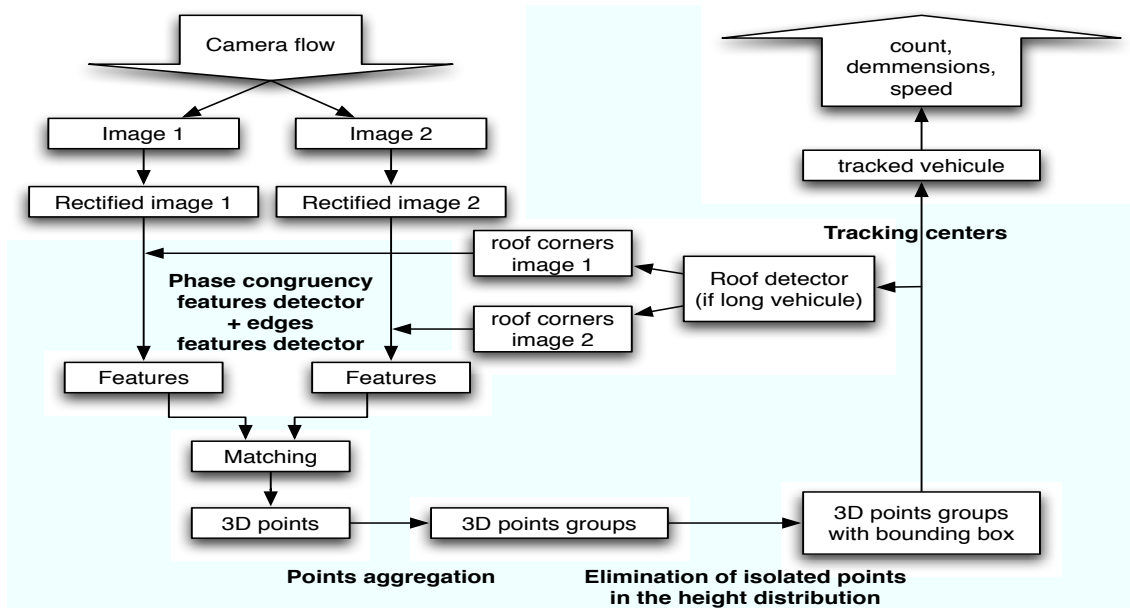 Camera flow
count,
demmensions,
speed
Image 1
Image 2
tracked vehicule
Rectified image 1
Rectified image 2
Tracking centers
roof corners
image 1
Roof detector
(if long vehicule)
Phase congruency
features detector
+ edges
features detector
roof corners
image 2
Features
Features
Matching
3D points
3D points groups
3D points groups
with bounding box
Points aggregation
Elimination of isolated points
in the height distribution